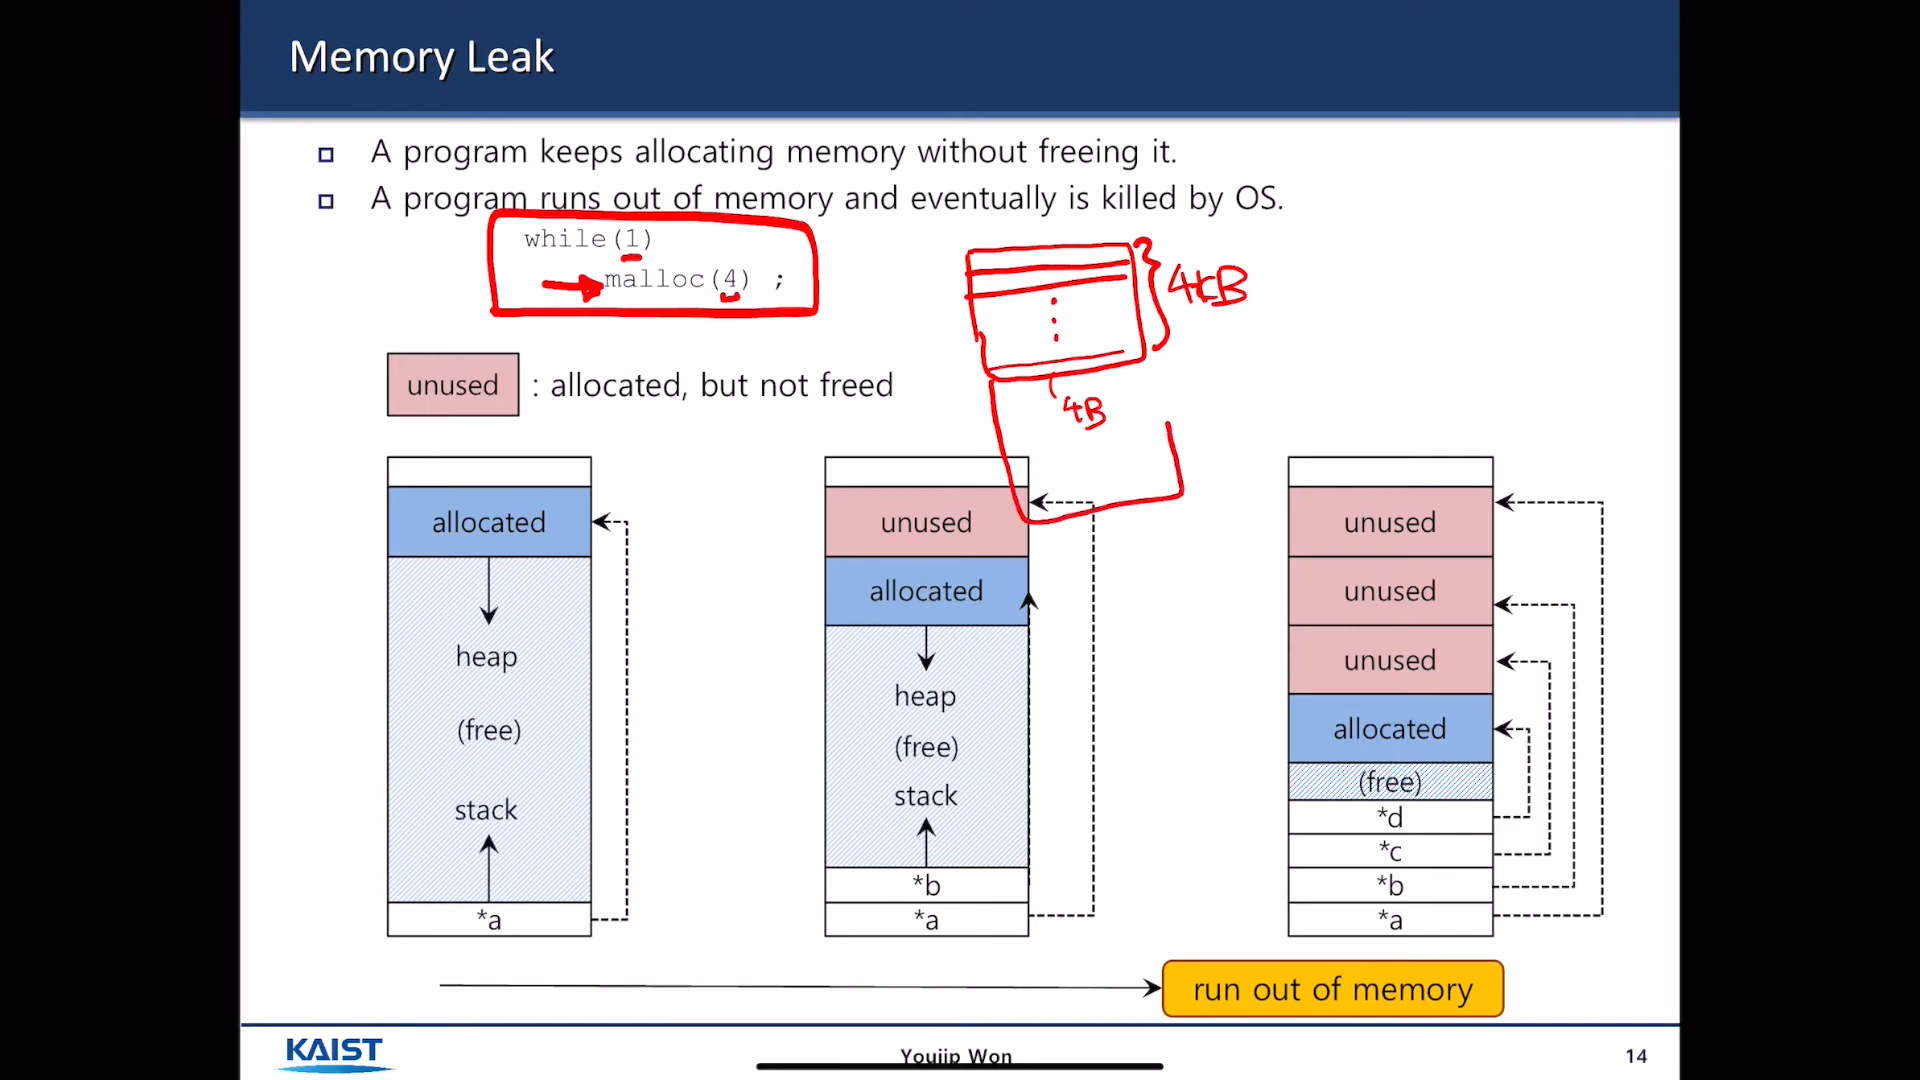 Memory Leak
A program keeps allocating memory without freeing it.
A program runs out of memory and eventually is killed by OS.
while(1)
malloc(4) ;
4kB
4B
unused : allocated, but not freed
allocated
heap
(free)
stack
*a
unused
allocated
heap
(free)
stack
*b
*a
unused
unused
unused
allocated
(free)
*d
*c
*b
*a
run out of memory
KAIST
Youjip Won
14